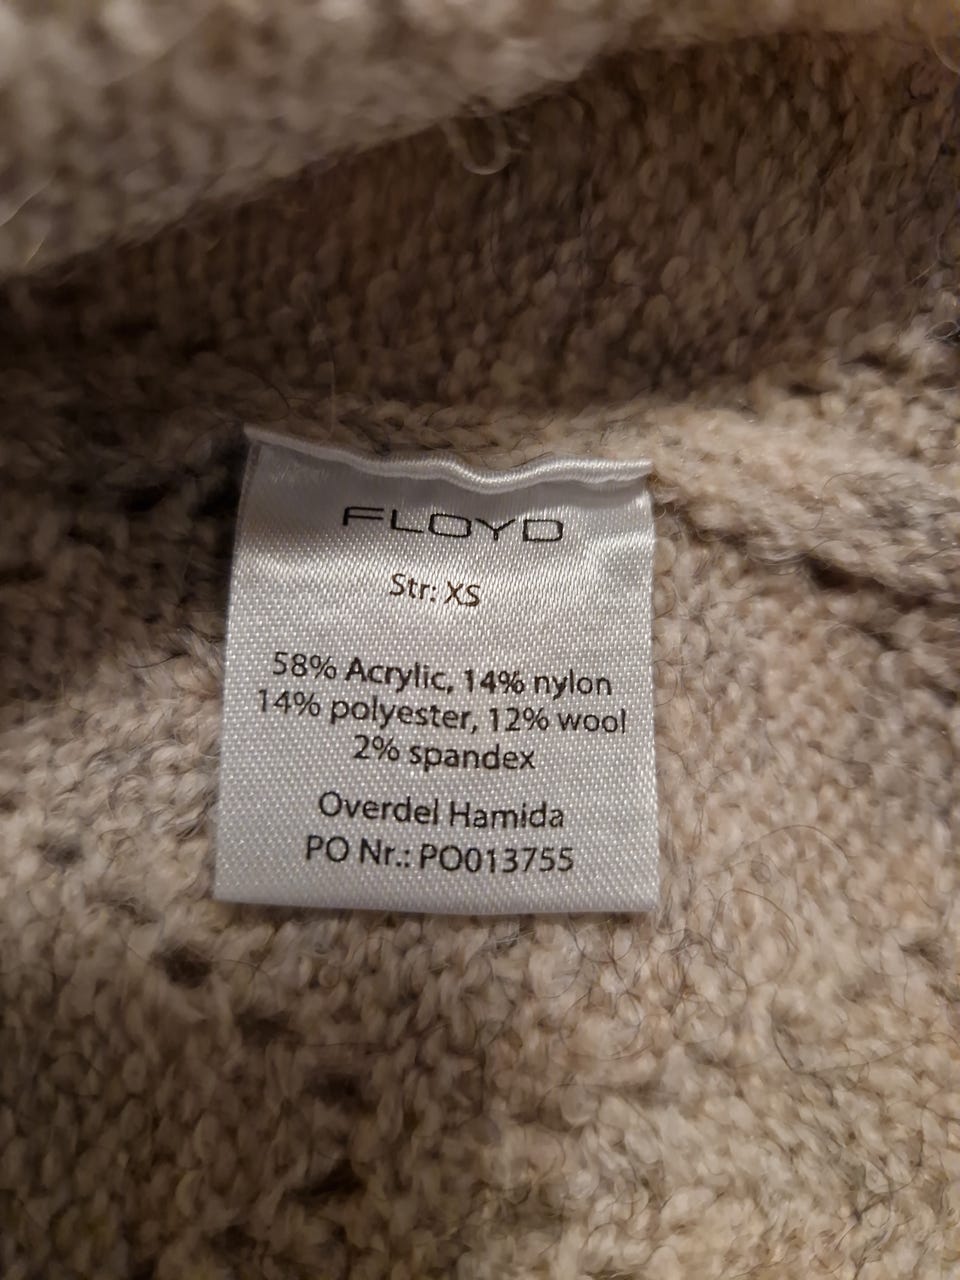 FLOYD
Str: XS
58% Acrylic, 14% nylon
14% polyester, 12% wool
2% spandex
Overdel Hamida
PO Nr.: PO013755